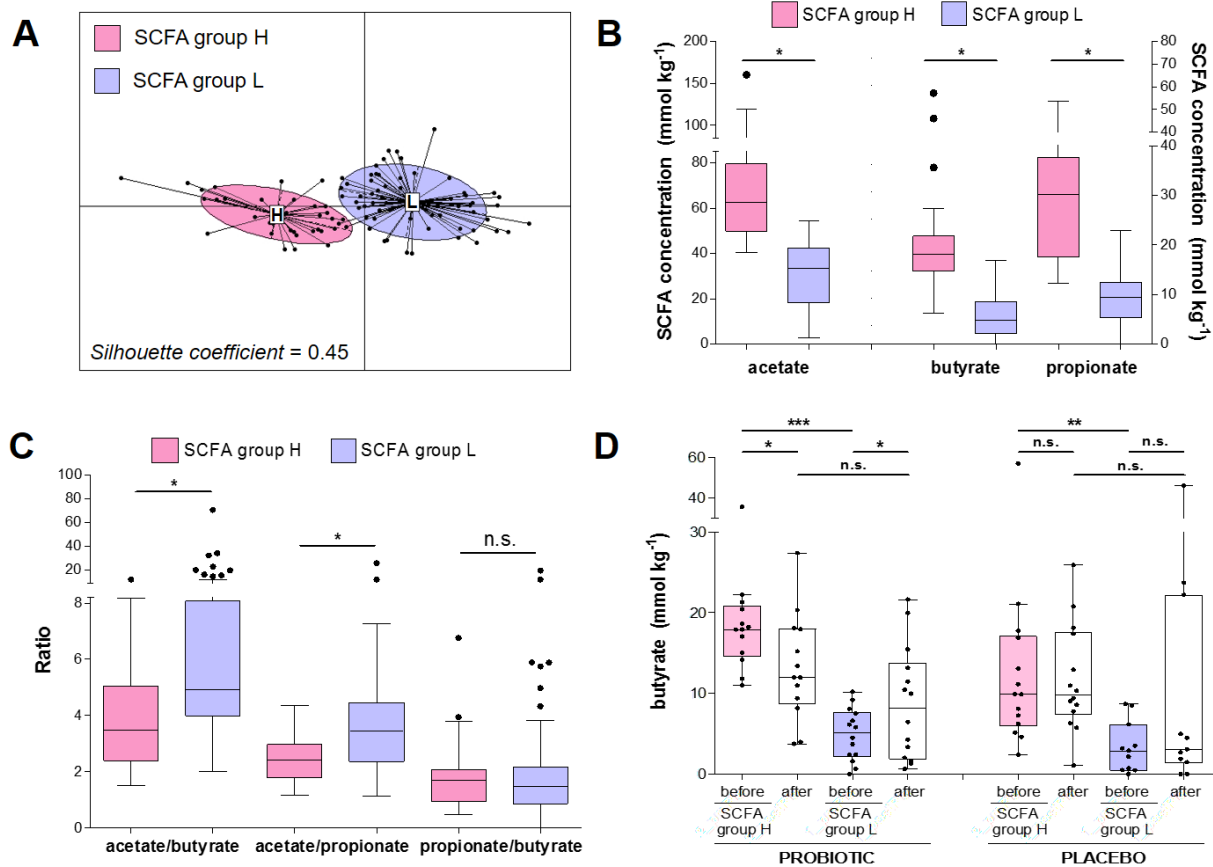 A
SCFA group H
SCFA group L
H
L
Silhouette coefficient = 0.45
B
SCFA group H
SCFA group L
SCFA concentration (mmol kg-1)
200
150
100
80
60
40
20
0
*
*
*
80
70
60
50
40
40
30
20
10
0
SCFA concentration (mmol kg-1)
acetate
butyrate
propionate
C
SCFA group H
SCFA group L
Ratio
100
80
60
40
20
8
6
4
2
0
*
*
n.s.
acetate/butyrate
acetate/propionate
propionate/butyrate
D
butyrate (mmol kg-1)
60
40
30
20
10
0
***
*
*
n.s.
**
n.s.
n.s.
n.s.
before
after
before
after
before
after
before
after
SCFA group H
SCFA group L
SCFA group H
SCFA group L
PROBIOTIC
PLACEBO